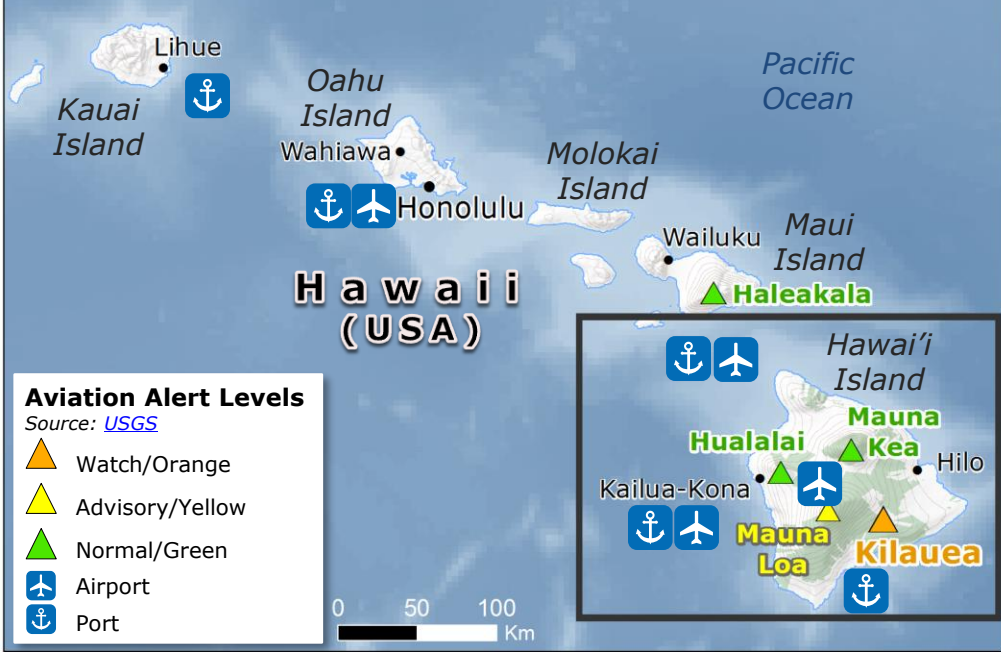 Lihue
Kauai
Island
Oahu
Island
Wahiawa
Honolulu
Pacific
Ocean
Molokai
Island
Wailuku
Maui
Island
Haleakala
Hawaii
(USA)
Hawai’i
Island
Mauna
Kea
Hualalai
Hilo
Kailua-Kona
Mauna
Loa
Kilauea
Aviation Alert Levels
Source: USGS
Watch/Orange
Advisory/Yellow
Normal/Green
Airport
Port
0 50 100
Km